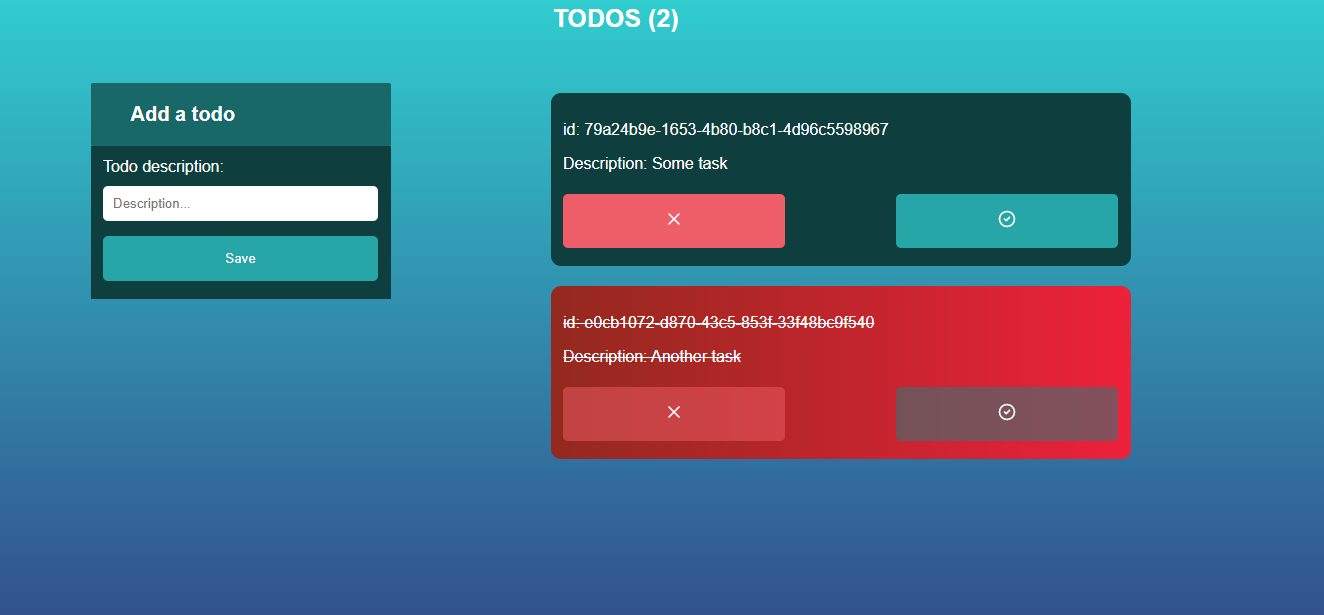 TODOS (2)
Add a todo
Todo description:
Description...
Save
id: 79a24b9e-1653-4b80-b8c1-4d96c5598967
Description: Some task
id: e0cb1072-d870-43c5-853f-33f48bc9f540
Description: Another task